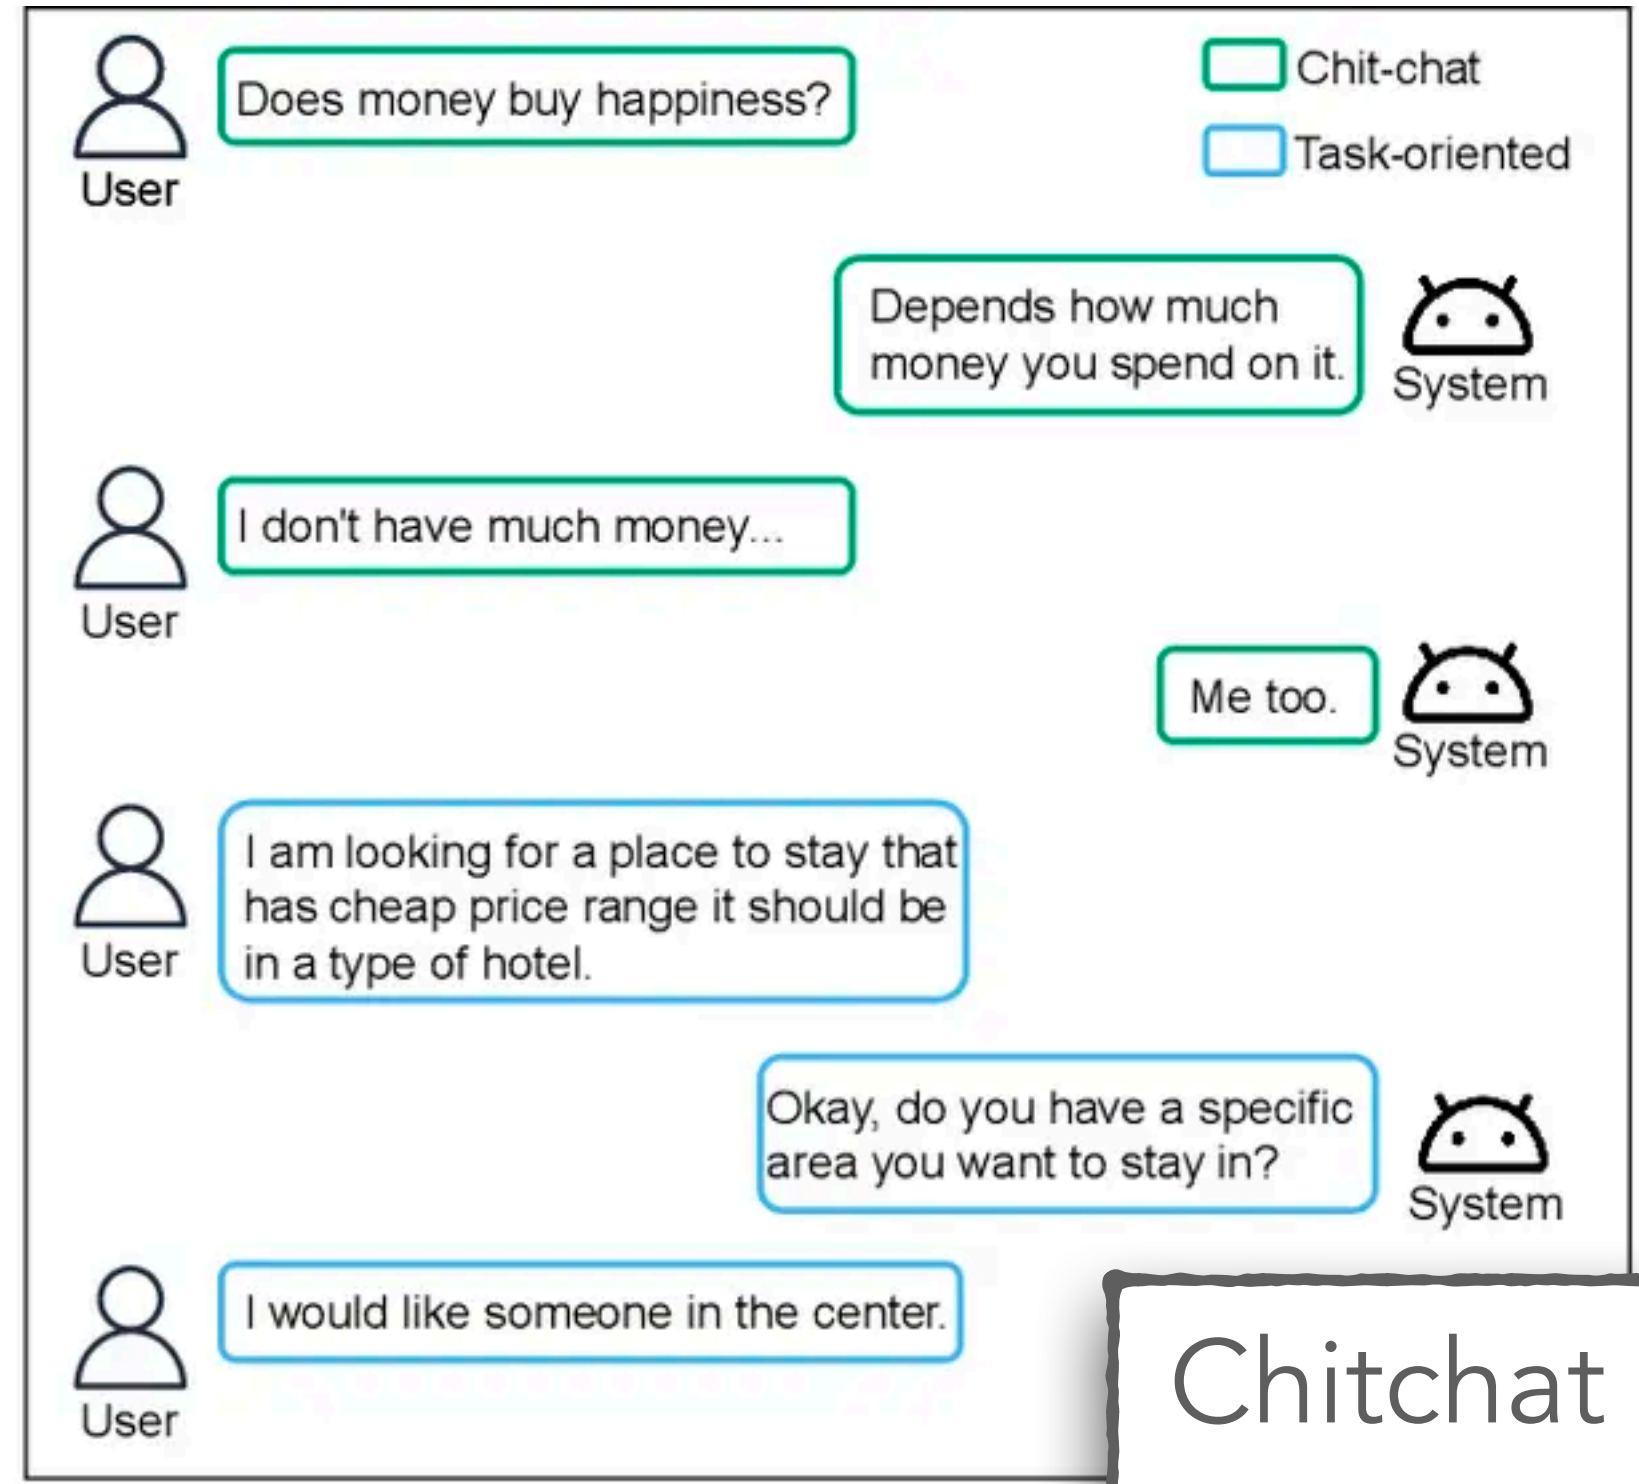 Does money buy happiness?
Chit-chat
Task-oriented
User
Depends how much
money you spend on it.
System
I don't have much money...
User
Me too.
System
I am looking for a place to stay that
has cheap price range it should be
in a type of hotel.
User
Okay, do you have a specific
area you want to stay in?
System
I would like someone in the center.
User
Chitchat